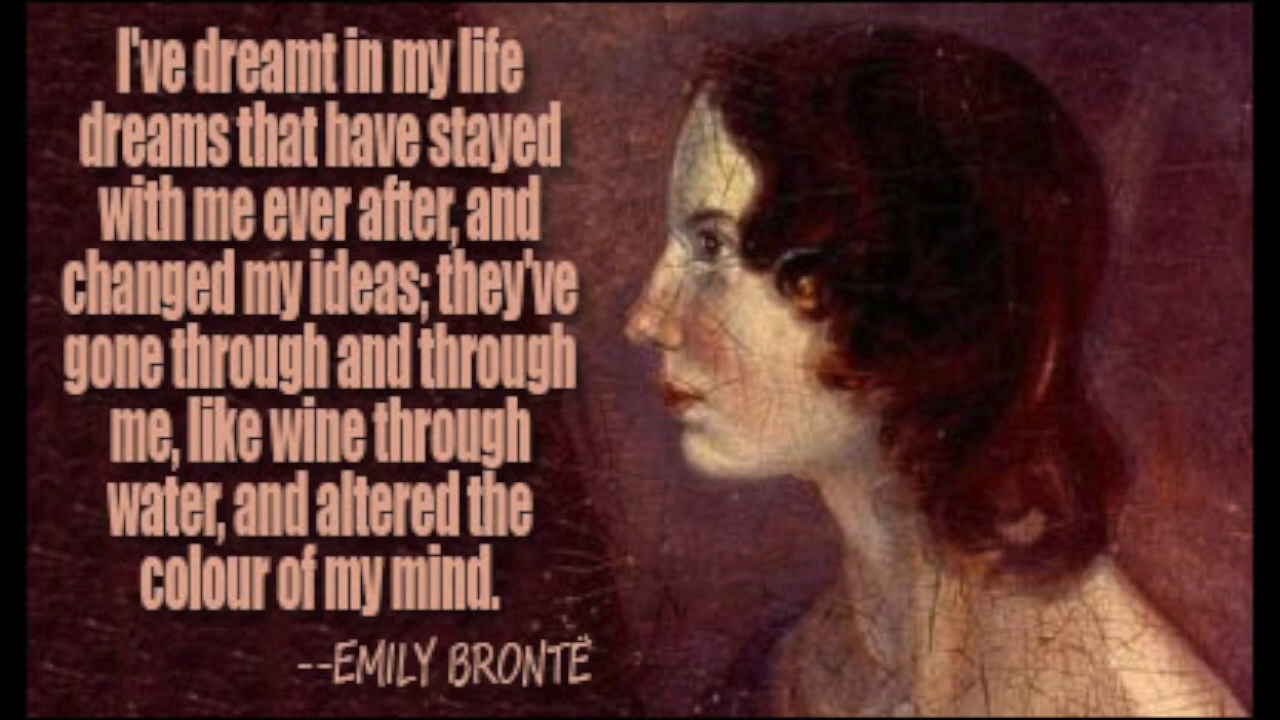 I've dreamt in my life
dreams that have stayed
with me ever after, and
changed my ideas; they've
gone through and through
me, like wine through
water, and altered the
colour of my mind.
--EMILY BRONTË